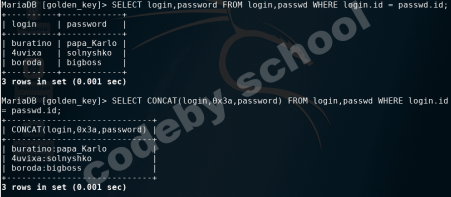 MariaDB [golden_key]> SELECT login,password FROM login,passwd WHERE login.id = passwd.id;
+----------+------------+
| login | password |
+----------+------------+
| buratino | papa_Karlo |
| 4uvixa | solnyshko |
| boroda | bigboss |
+----------+------------+
3 rows in set (0.001 sec)
MariaDB [golden_key]> SELECT CONCAT(login,0x3a,password) FROM login,passwd WHERE login.id
= passwd.id;
+-----------------------------+
| CONCAT(login,0x3a,password) |
+-----------------------------+
| buratino:papa_Karlo |
| 4uvixa:solnyshko |
| boroda:bigboss |
+-----------------------------+
3 rows in set (0.001 sec)
codeby school